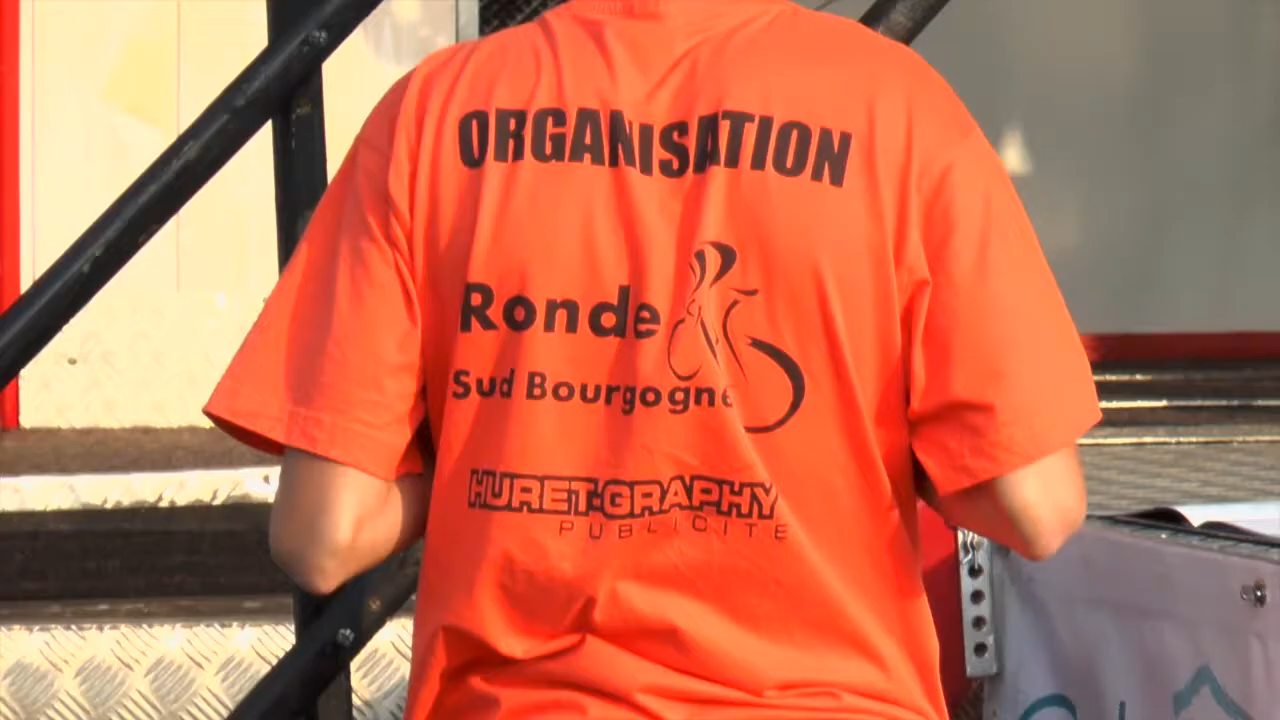 ORGANISATION
Ronde
Sud Bourgogne
HURET-GRAPHY
PUBLICITE